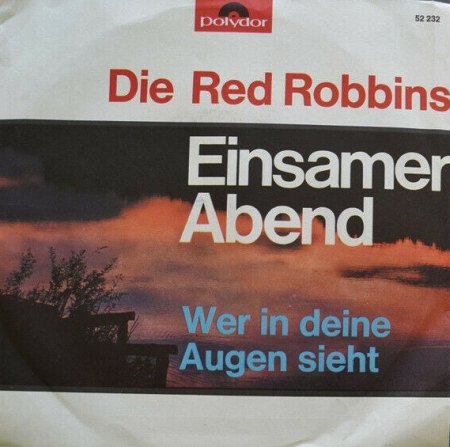 polydor
52 232
Die Red Robbins
Einsamer
Abend
Wer in deine
Augen sieht